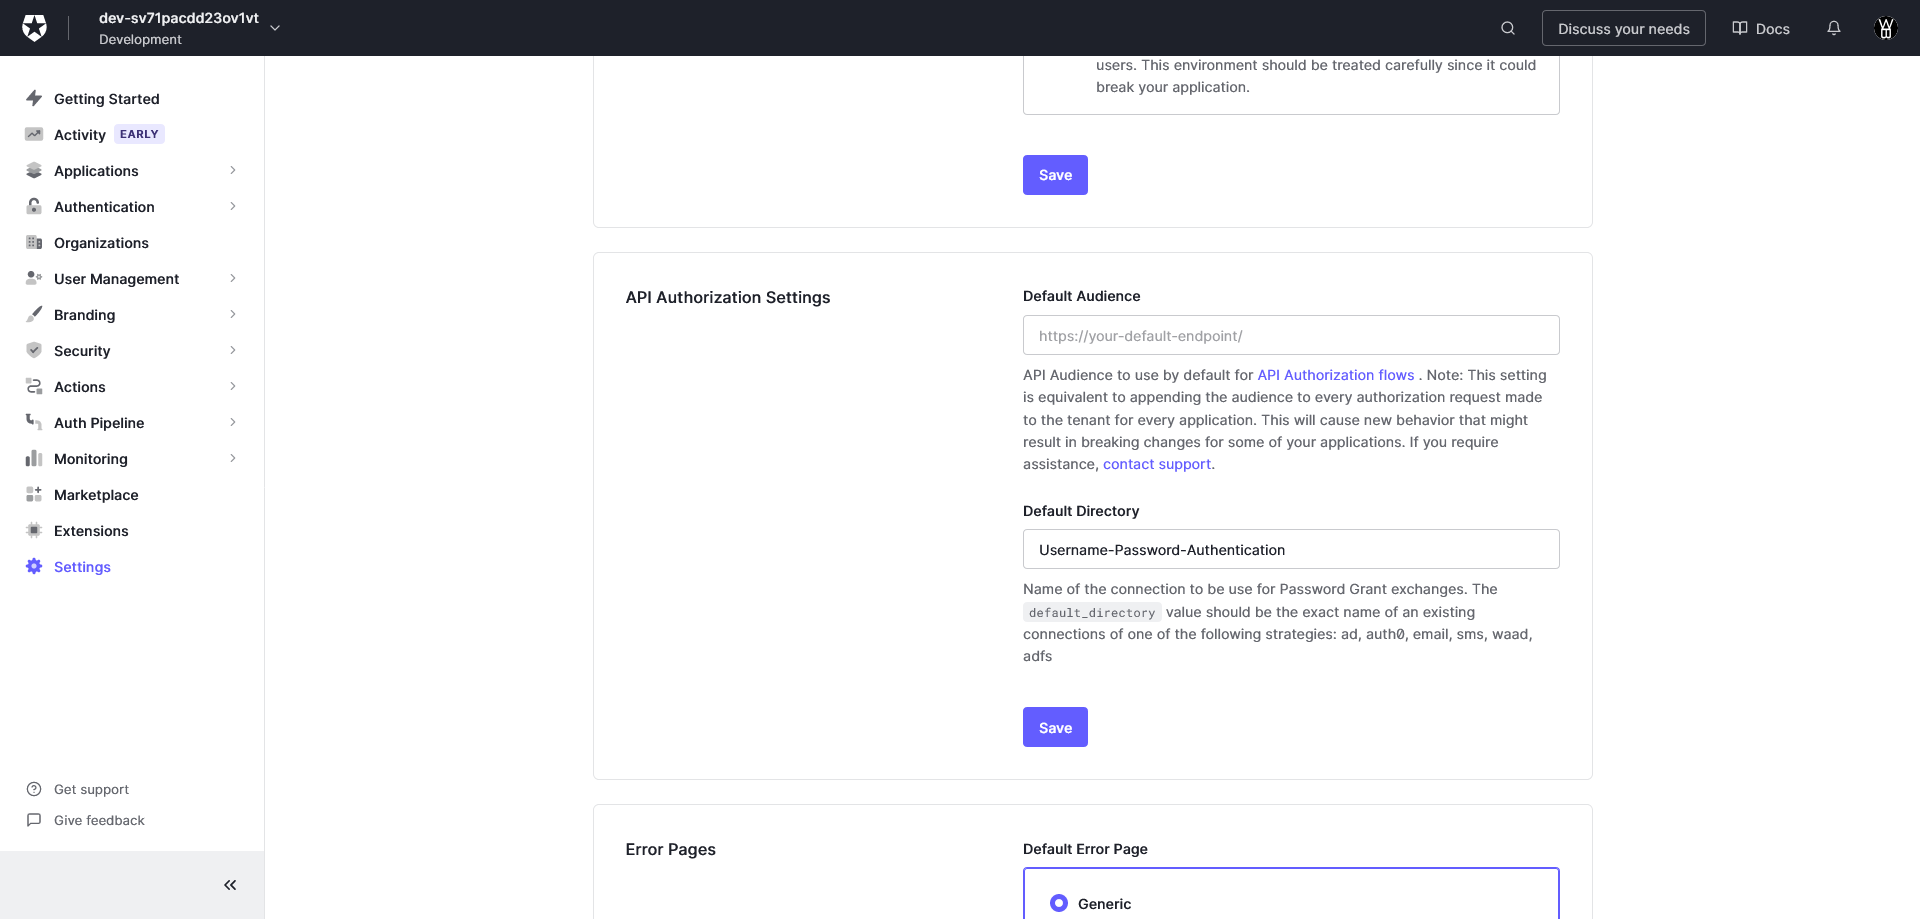 dev-sv71pacdd23ov1vt
Development
Discuss your needs
Docs
Getting Started
Activity EARLY
Applications
Authentication
Organizations
User Management
Branding
Security
Actions
Auth Pipeline
Monitoring
Marketplace
Extensions
Settings
Get support
Give feedback
users. This environment should be treated carefully since it could
break your application.
Save
API Authorization Settings
Default Audience
https://your-default-endpoint/
API Audience to use by default for API Authorization flows . Note: This setting
is equivalent to appending the audience to every authorization request made
to the tenant for every application. This will cause new behavior that might
result in breaking changes for some of your applications. If you require
assistance, contact support.
Default Directory
Username-Password-Authentication
Name of the connection to be use for Password Grant exchanges. The
default_directory value should be the exact name of an existing
connections of one of the following strategies: ad, auth0, email, sms, waad,
adfs
Save
Error Pages
Default Error Page
Generic